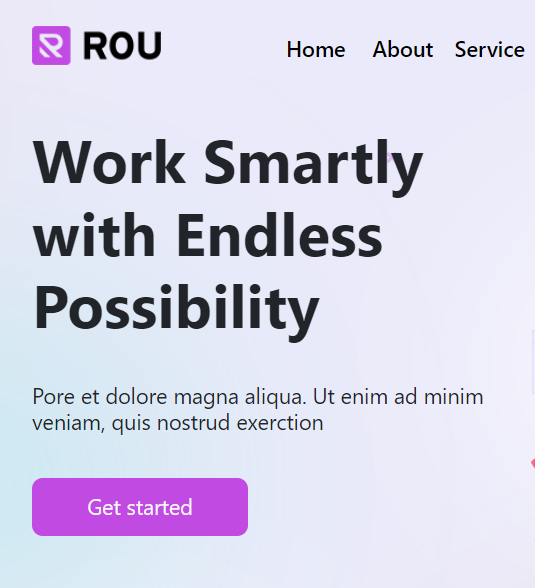 ROU
Home About Service
Work Smartly
with Endless
Possibility
Pore et dolore magna aliqua. Ut enim ad minim
veniam, quis nostrud exerction
Get started